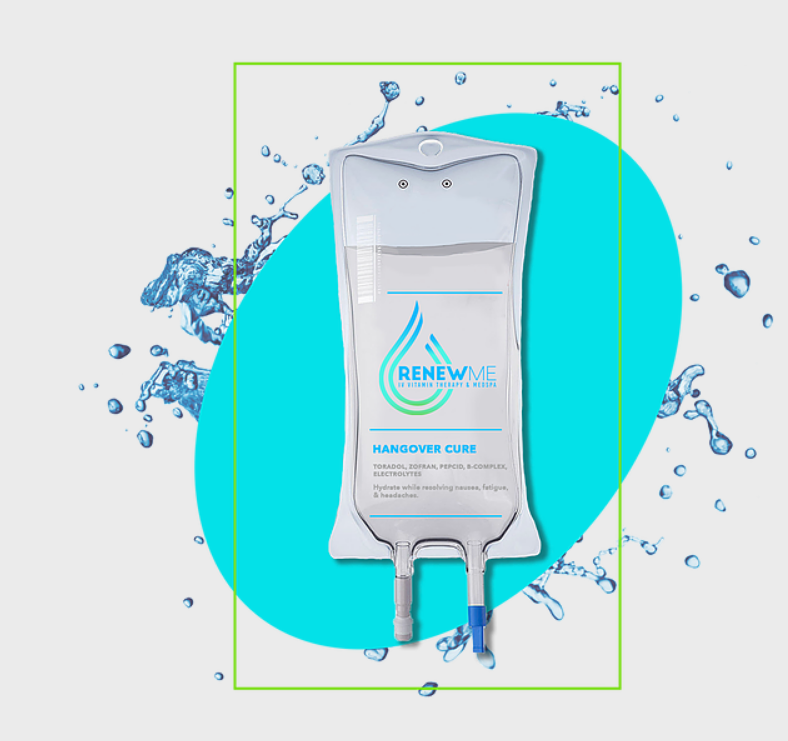 RENEWME
IV VITAMIN THERAPY & MEDSPA
HANGOVER CURE
TORADOL, ZOFRAN, PEPCID, B-COMPLEX,
ELECTROLYTES
Hydrate while resolving nausea, fatigue,
& headaches.